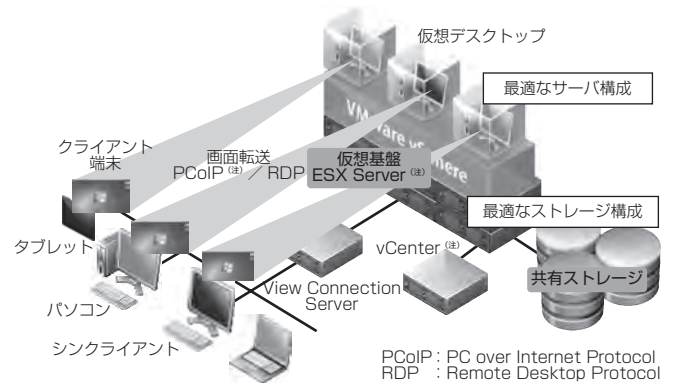 仮想デスクトップ
最適なサーバ構成
VMware vSphere
クライアント
端末
画面転送
PCoIP(注)／RDP
仮想基盤
ESX Server(注)
最適なストレージ構成
タブレット
vCenter(注)
共有ストレージ
View Connection
Server
パソコン
シンクライアント
PCoIP：PC over Internet Protocol
RDP：Remote Desktop Protocol